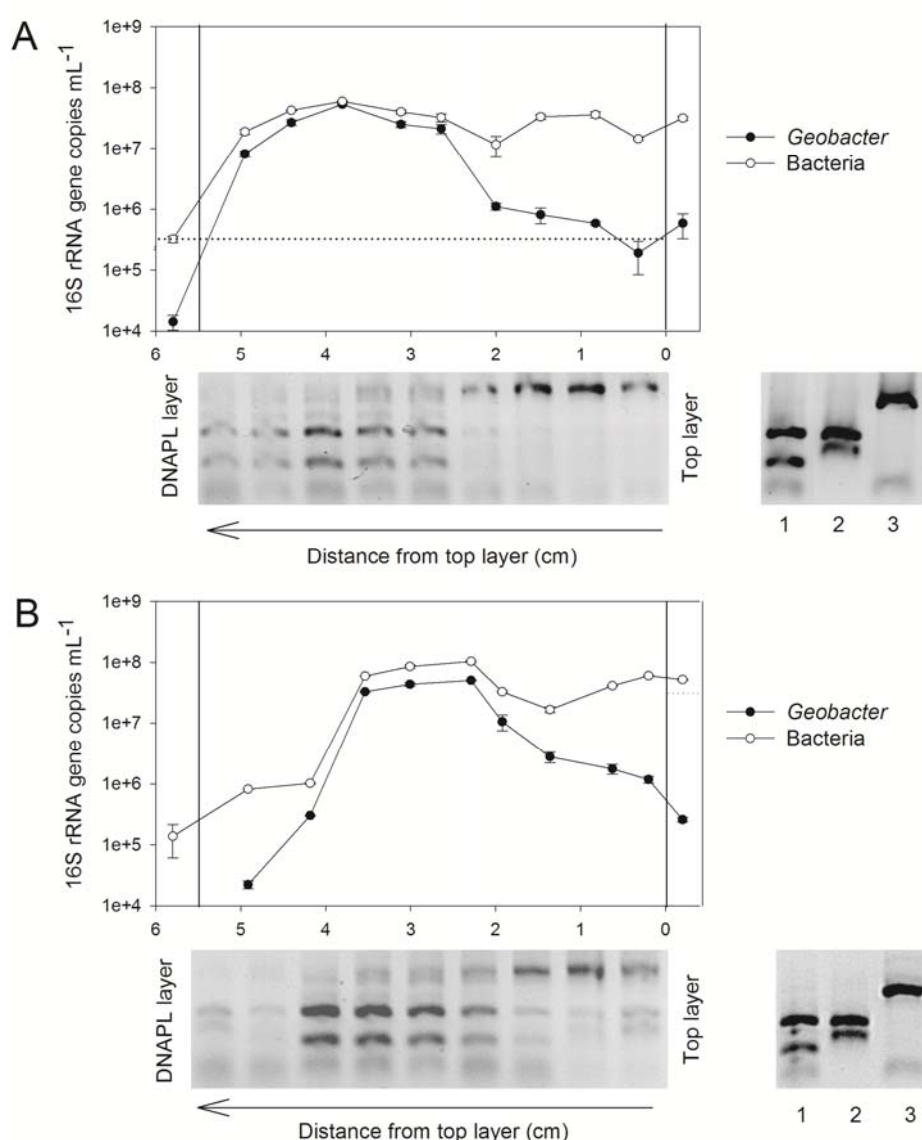 A
16S rRNA gene copies mL-1
1e+9
1e+8
1e+7
1e+6
1e+5
1e+4
6 5 4 3 2 1 0
Geobacter
Bacteria
DNAPL layer
Top layer
1 2 3
Distance from top layer (cm)
B
16S rRNA gene copies mL-1
1e+9
1e+8
1e+7
1e+6
1e+5
1e+4
6 5 4 3 2 1 0
Geobacter
Bacteria
DNAPL layer
Top layer
1 2 3
Distance from top layer (cm)